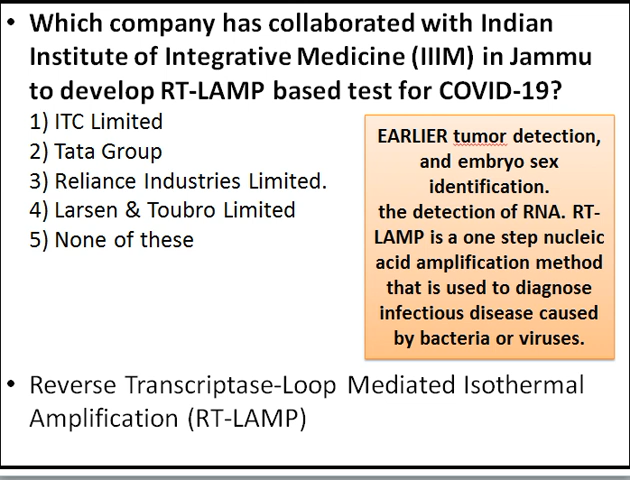 • Which company has collaborated with Indian
Institute of Integrative Medicine (IIIM) in Jammu
to develop RT-LAMP based test for COVID-19?
1) ITC Limited
2) Tata Group
3) Reliance Industries Limited.
4) Larsen & Toubro Limited
5) None of these
EARLIER tumor detection,
and embryo sex
identification.
the detection of RNA. RT-
LAMP is a one step nucleic
acid amplification method
that is used to diagnose
infectious disease caused
by bacteria or viruses.
• Reverse Transcriptase-Loop Mediated Isothermal
Amplification (RT-LAMP)